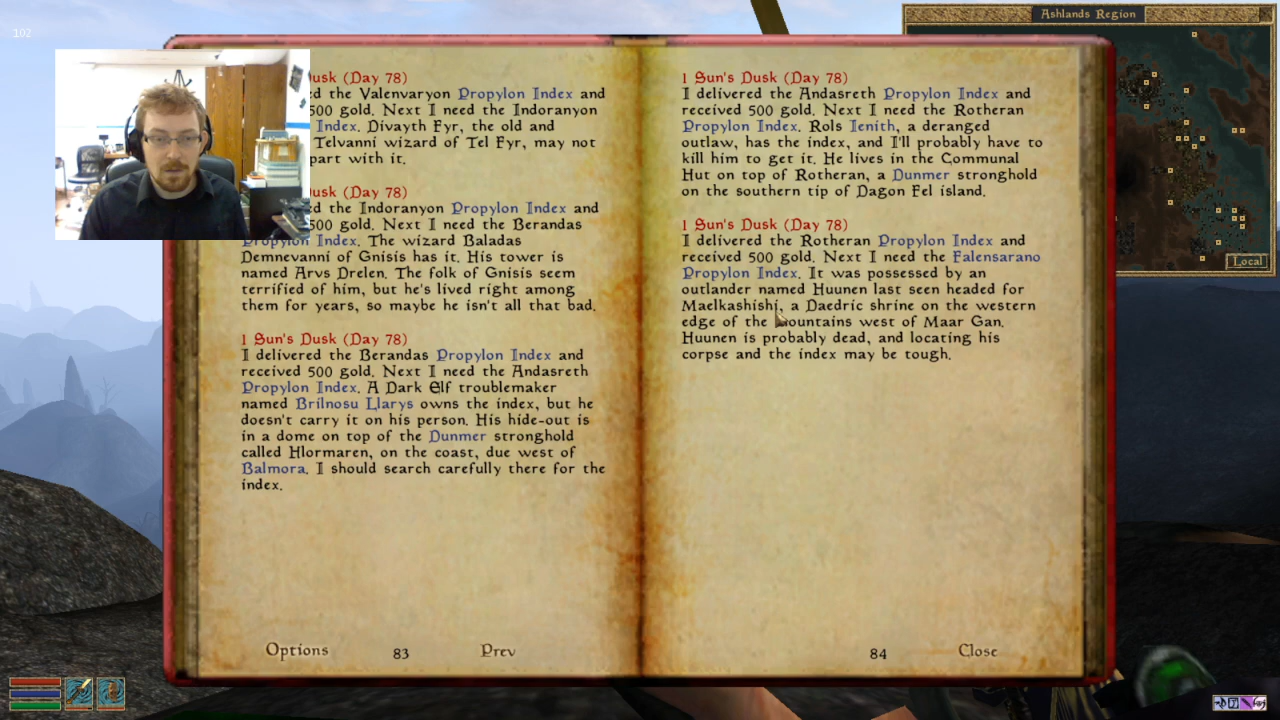 102
Ashlands Region
usk (Day 78)
d the Valenvaryon Propylon Index and
500 gold. Next I need the Indoranyon
Index. Divayth Fyr, the old and
Telvanni wizard of Tel Fyr, may not
part with it.
usk (Day 78)
d the Indoranyon Propylon Index and
500 gold. Next I need the Berandas
Propylon Index. The wizard Baladas
Demnevanni of Gnisis has it. His tower is
named Arvs Drelen. The folk of Gnisis seem
terrified of him, but he's lived right among
them for years, so maybe he isn't all that bad.
1 Sun's Dusk (Day 78)
I delivered the Berandas Propylon Index and
received 500 gold. Next I need the Andasreth
Propylon Index. A Dark Elf troublemaker
named Brilnosu Llarys owns the index, but he
doesn't carry it on his person. His hide-out is
in a dome on top of the Dunmer stronghold
called Hlormaren, on the coast, due west of
Balmora. I should search carefully there for the
index.
1 Sun's Dusk (Day 78)
I delivered the Andasreth Propylon Index and
received 500 gold. Next I need the Rotheran
Propylon Index. Rols Ienith, a deranged
outlaw, has the index, and I'll probably have to
kill him to get it. He lives in the Communal
Hut on top of Rotheran, a Dunmer stronghold
on the southern tip of Dagon Fel island.
1 Sun's Dusk (Day 78)
I delivered the Rotheran Propylon Index and
received 500 gold. Next I need the Falensarano
Propylon Index. It was possessed by an
outlander named Huunen last seen headed for
Maelkashishi, a Daedric shrine on the western
edge of the mountains west of Maar Gan.
Huunen is probably dead, and locating his
corpse and the index may be tough.
Local
Options
83
Prev
84
Close